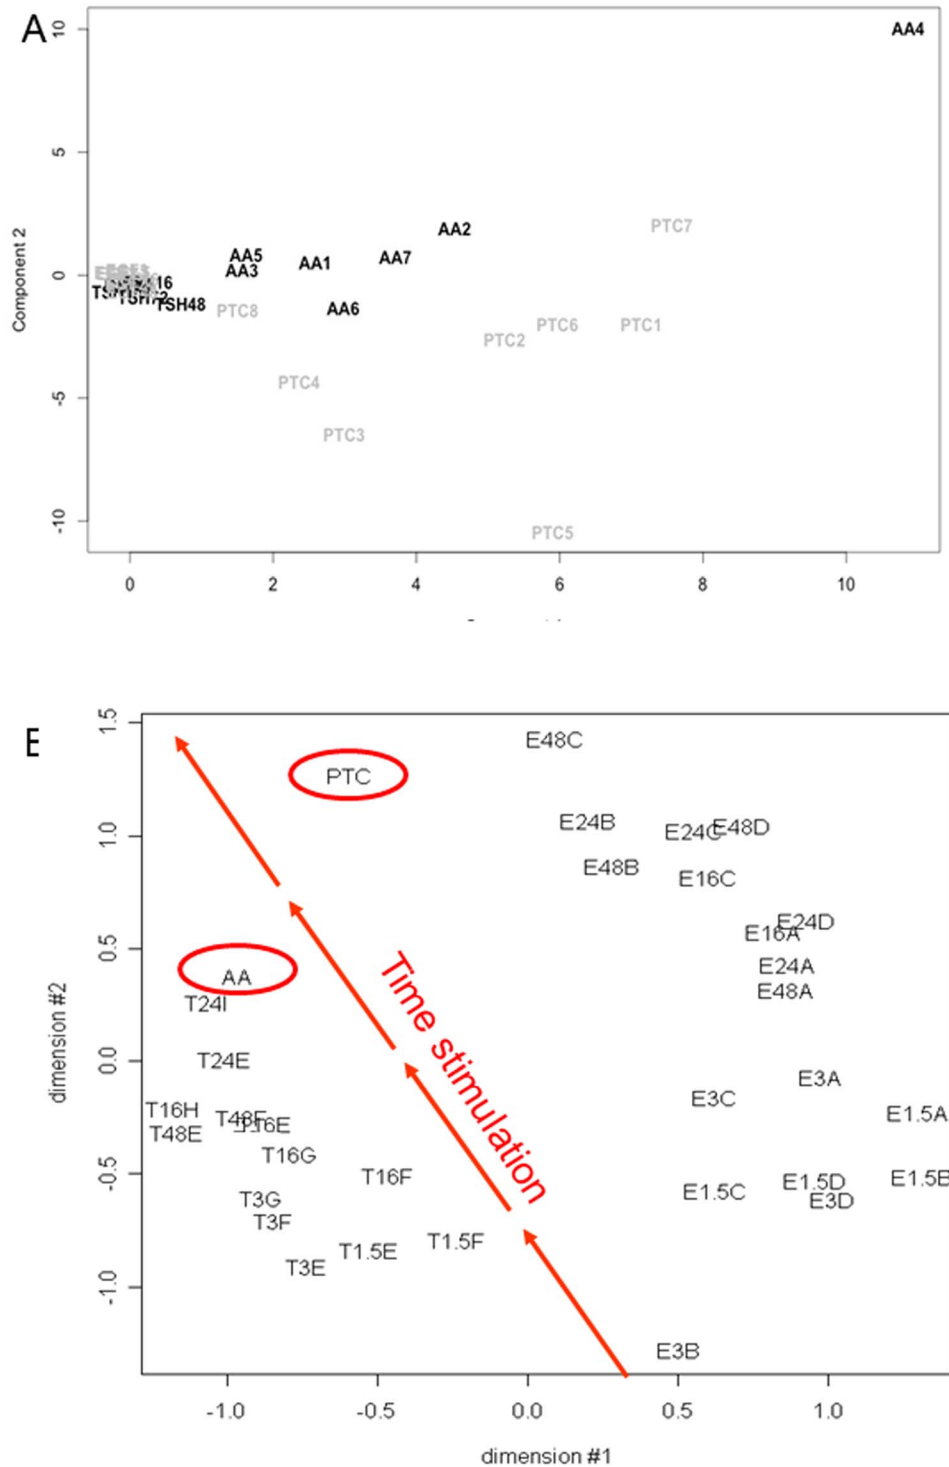 A
10
AA4
5
Component 2
AA2
PTC7
AA5
AA1
AA7
AA3
0
TSH48
PTC8
AA6
PTC6
PTC1
PTC2
-5
PTC4
PTC3
-10
PTC5
0 2 4 6 8 10
E
1.5
E48C
PTC
E24B
E24C
E48D
1.0
E48B
E16C
E24D
E16A
0.5
E24A
AA
E48A
T24I
Time stimulation
dimension #2
0.0
T24E
E3A
E3C
T16H
T48F
T16E
E1.5A
T48E
T16G
-0.5
T16F
E1.5D
E1.5B
E1.5C
T3G
E3D
T3F
T1.5F
T1.5E
T3E
-1.0
E3B
-1.0 -0.5 0.0 0.5 1.0
dimension #1